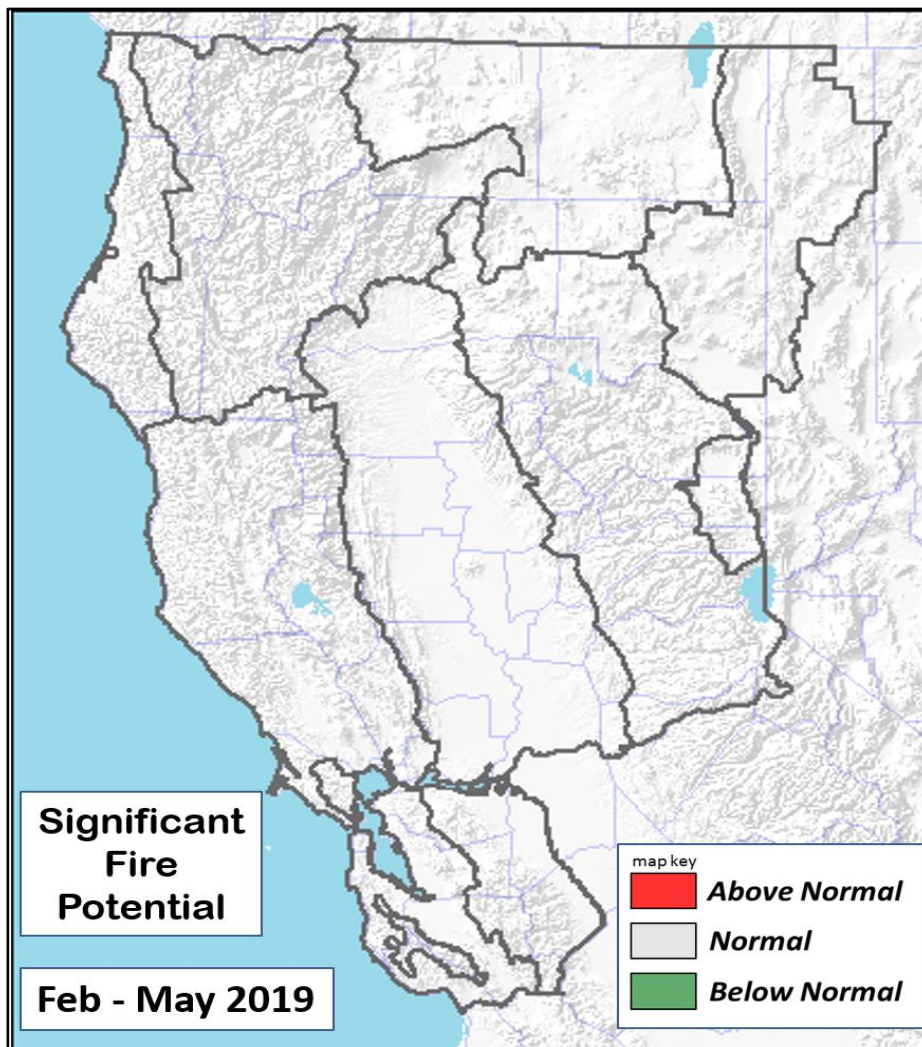 Significant
Fire
Potential
Feb - May 2019
map key
Above Normal
Normal
Below Normal